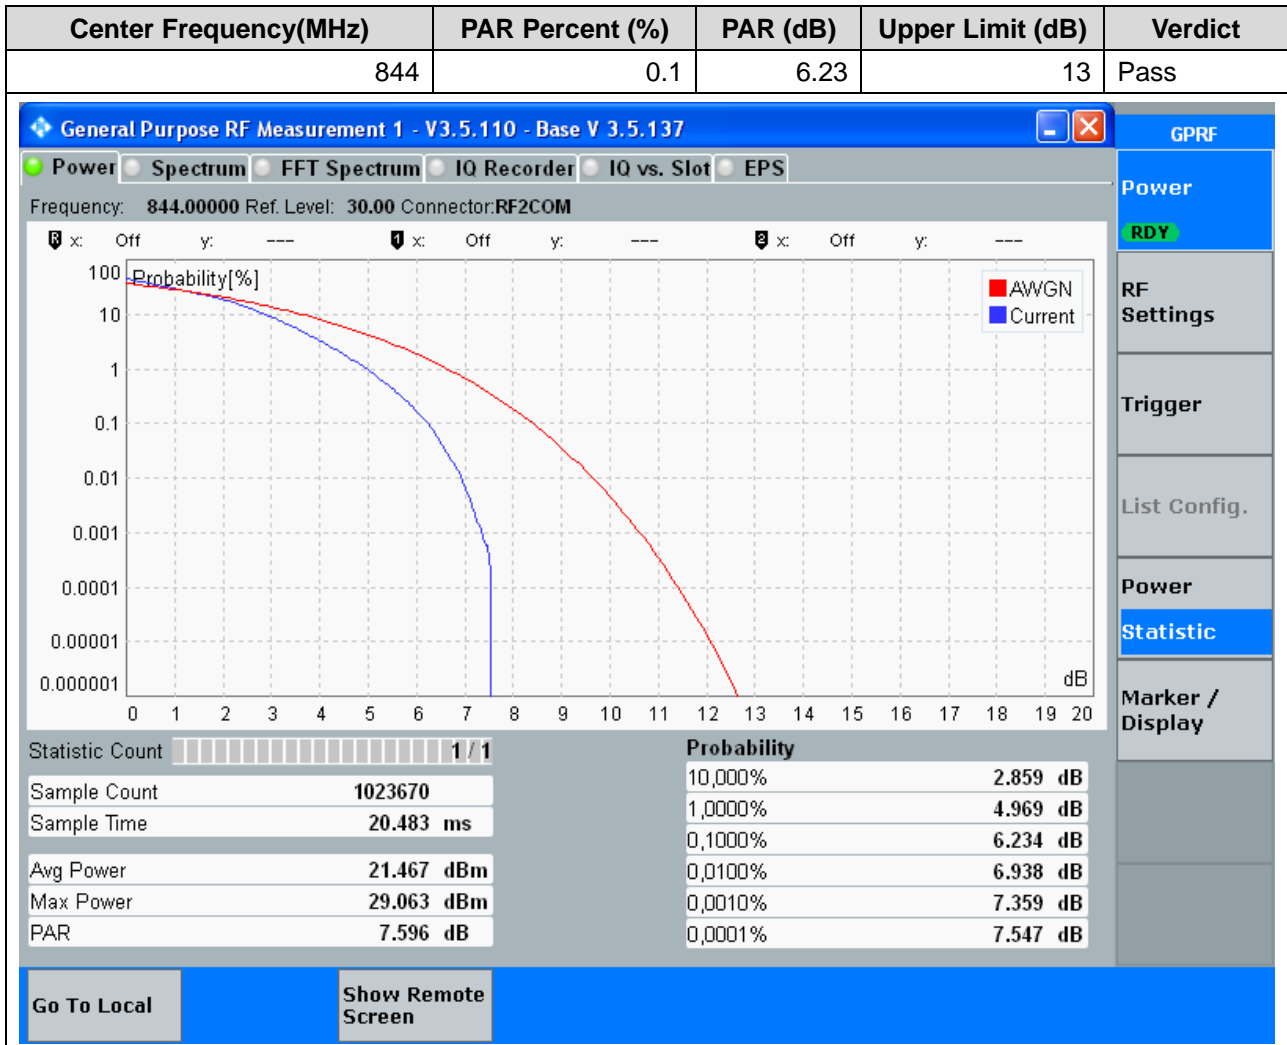 Center Frequency(MHz) PAR Percent (%) PAR (dB) Upper Limit (dB) Verdict
844 0.1 6.23 13 Pass
General Purpose RF Measurement 1 - V3.5.110 - Base V 3.5.137
GPRF
Power Spectrum FFT Spectrum IQ Recorder IQ vs. Slot EPS
Frequency: 844.00000 Ref. Level: 30.00 Connector:RF2COM
R x: Off y: --- 1 x: Off y: --- 2 x: Off y: ---
Power
RDY
RF
Settings
Trigger
List Config.
Power
Statistic
Marker /
Display
Probability[%]
AWGN
Current
100
10
1
0.1
0.01
0.001
0.0001
0.00001
0.000001
dB
0 1 2 3 4 5 6 7 8 9 10 11 12 13 14 15 16 17 18 19 20
Statistic Count 1 / 1
Sample Count 1023670
Sample Time 20.483 ms
Avg Power 21.467 dBm
Max Power 29.063 dBm
PAR 7.596 dB
Probability
10,000% 2.859 dB
1,0000% 4.969 dB
0,1000% 6.234 dB
0,0100% 6.938 dB
0,0010% 7.359 dB
0,0001% 7.547 dB
Go To Local
Show Remote
Screen